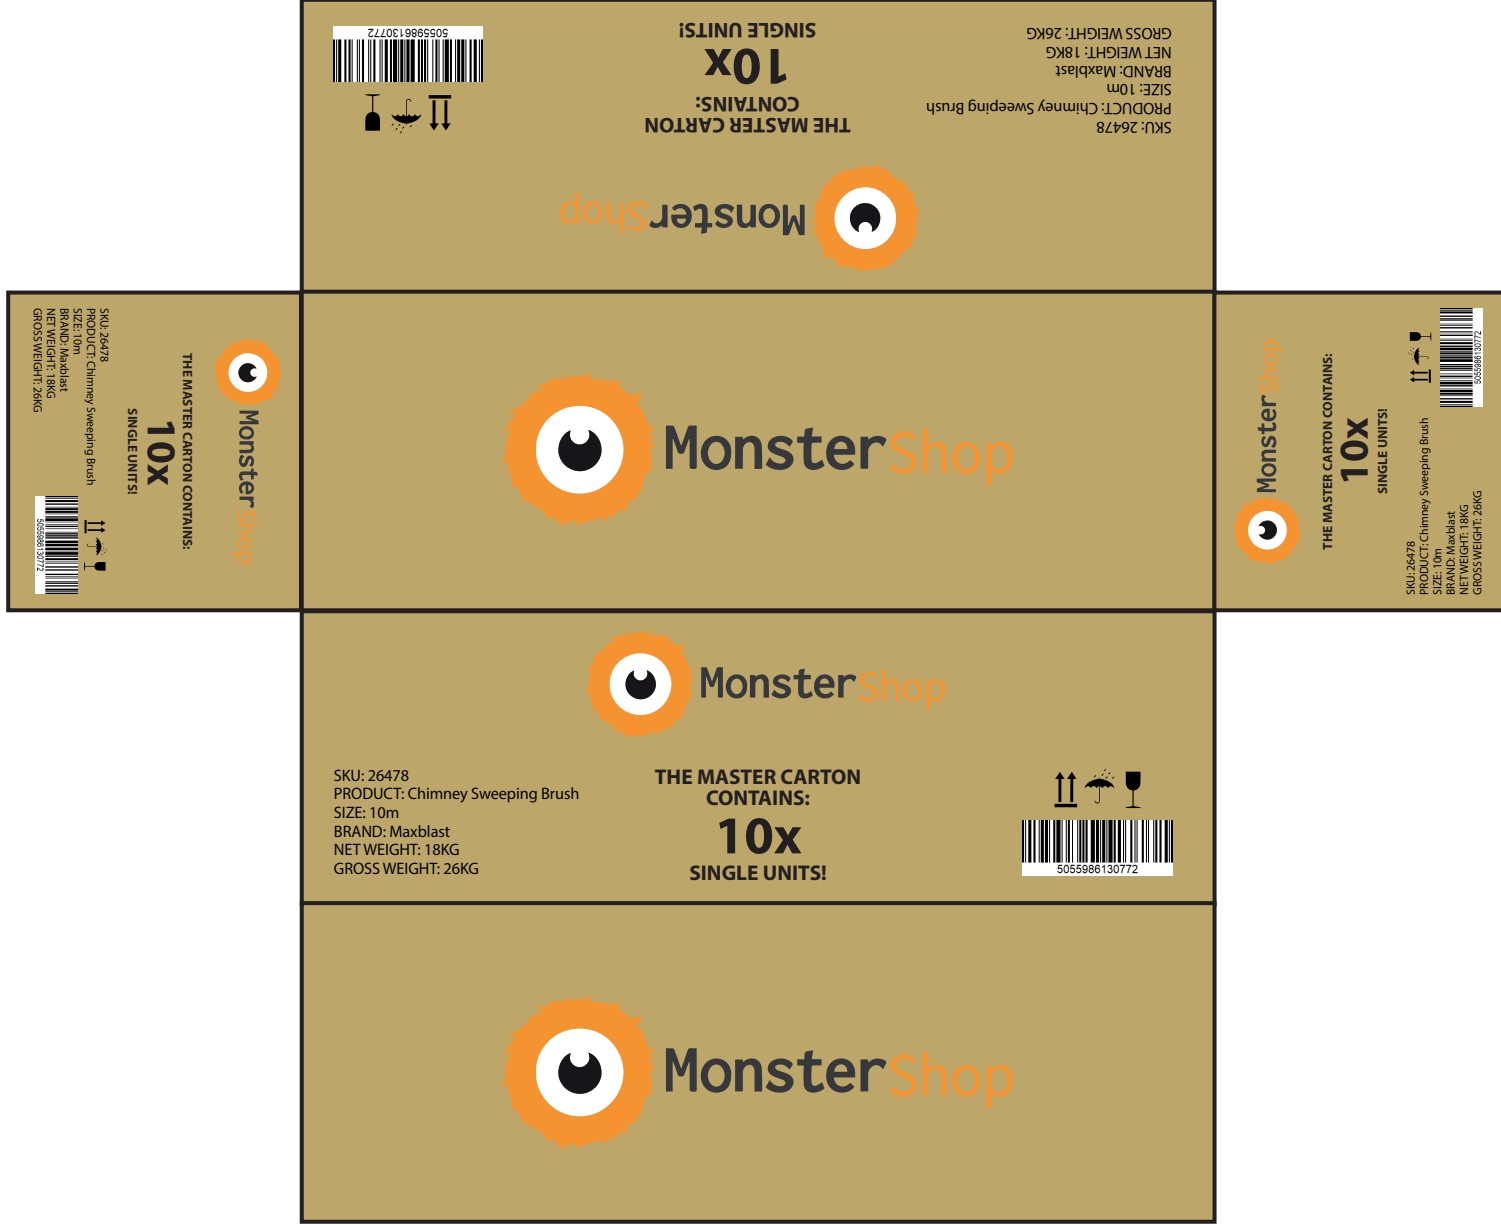 5055986130772
THE MASTER CARTON
CONTAINS:
10x
SINGLE UNITS!
SKU: 26478
PRODUCT: Chimney Sweeping Brush
SIZE: 10m
BRAND: Maxblast
NET WEIGHT: 18KG
GROSS WEIGHT: 26KG
MonsterShop
SKU: 26478
PRODUCT: Chimney Sweeping Brush
SIZE: 10m
BRAND: Maxblast
NET WEIGHT: 18KG
GROSS WEIGHT: 26KG
5055986130772
THE MASTER CARTON CONTAINS:
10x
SINGLE UNITS!
MonsterShop
MonsterShop
MonsterShop
THE MASTER CARTON CONTAINS:
10x
SINGLE UNITS!
SKU: 26478
PRODUCT: Chimney Sweeping Brush
SIZE: 10m
BRAND: Maxblast
NET WEIGHT: 18KG
GROSS WEIGHT: 26KG
5055986130772
MonsterShop
SKU: 26478
PRODUCT: Chimney Sweeping Brush
SIZE: 10m
BRAND: Maxblast
NET WEIGHT: 18KG
GROSS WEIGHT: 26KG
THE MASTER CARTON
CONTAINS:
10x
SINGLE UNITS!
5055986130772
MonsterShop